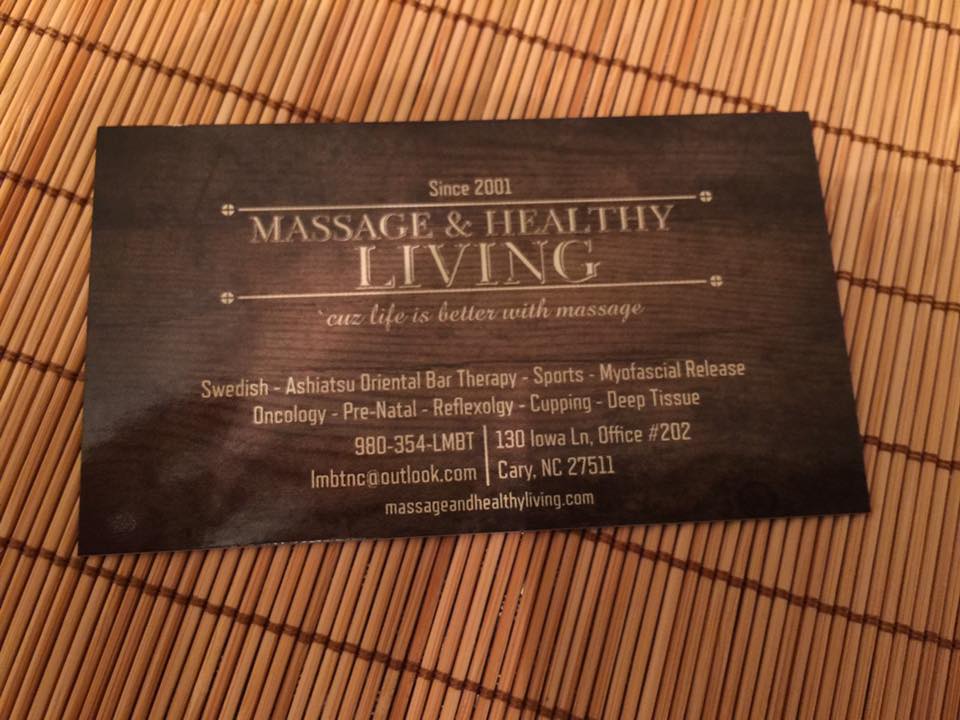 Since 2001
MASSAGE & HEALTHY
LIVING
`cuz life is better with massage
Swedish - Ashiatsu Oriental Bar Therapy - Sports - Myofascial Release
Oncology - Pre-Natal - Reflexolgy - Cupping - Deep Tissue
980-354-LMBT | 130 Iowa Ln, Office #202
lmbtnc@outlook.com | Cary, NC 27511
massageandhealthyliving.com